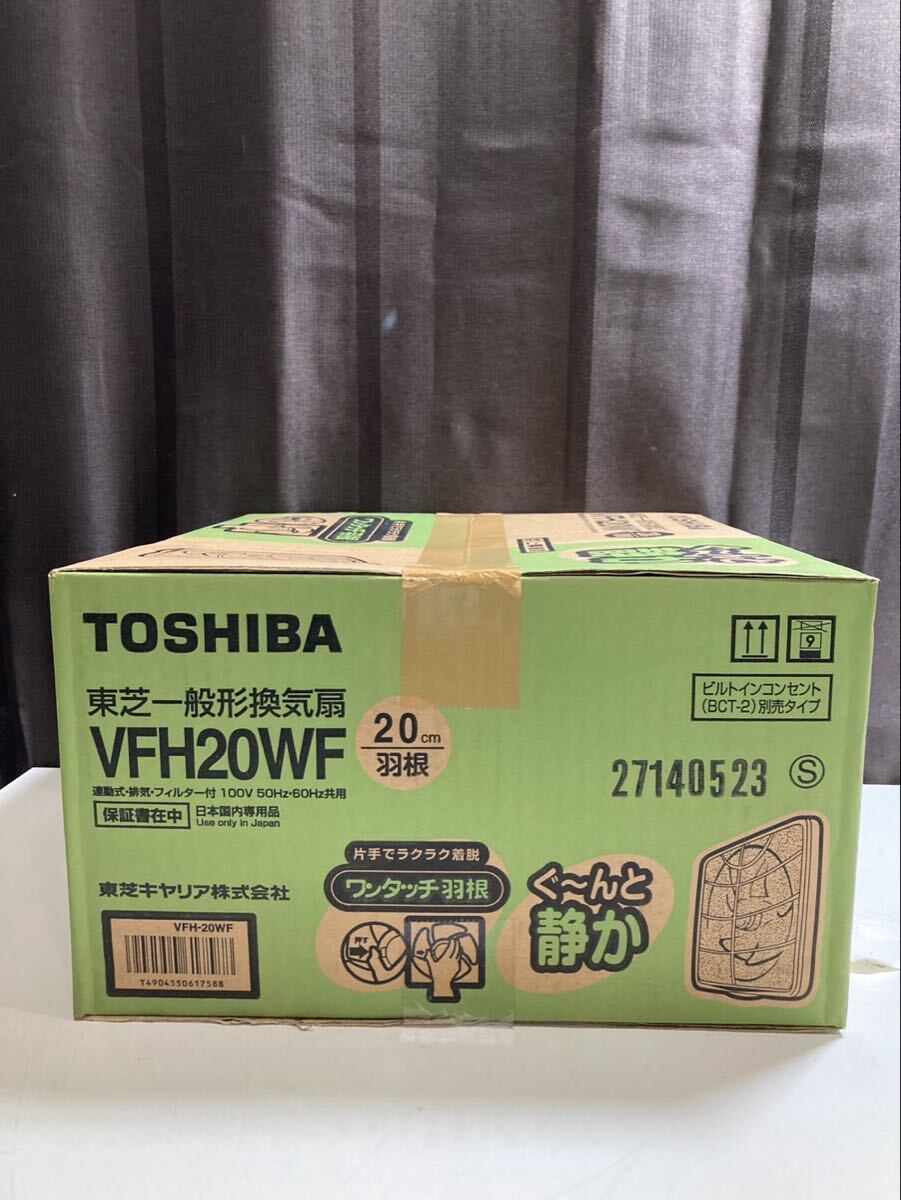 TOSHIBA
東芝一般形換気扇
VFH20WF
20cm
羽根
連動式・排気・フィルター付 100V 50Hz・60Hz共用
保証書在中
日本国内専用品
Use only in Japan
東芝キヤリア株式会社
VFH-20WF
T4904550617588
片手でラクラク着脱
ワンタッチ羽根
押す
ぐ〜んと
静か
9
ビルトインコンセント
(BCT-2)別売タイプ
27140523
S